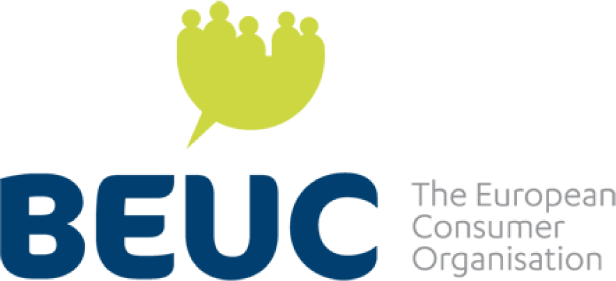 BEUC
The European
Consumer
Organisation